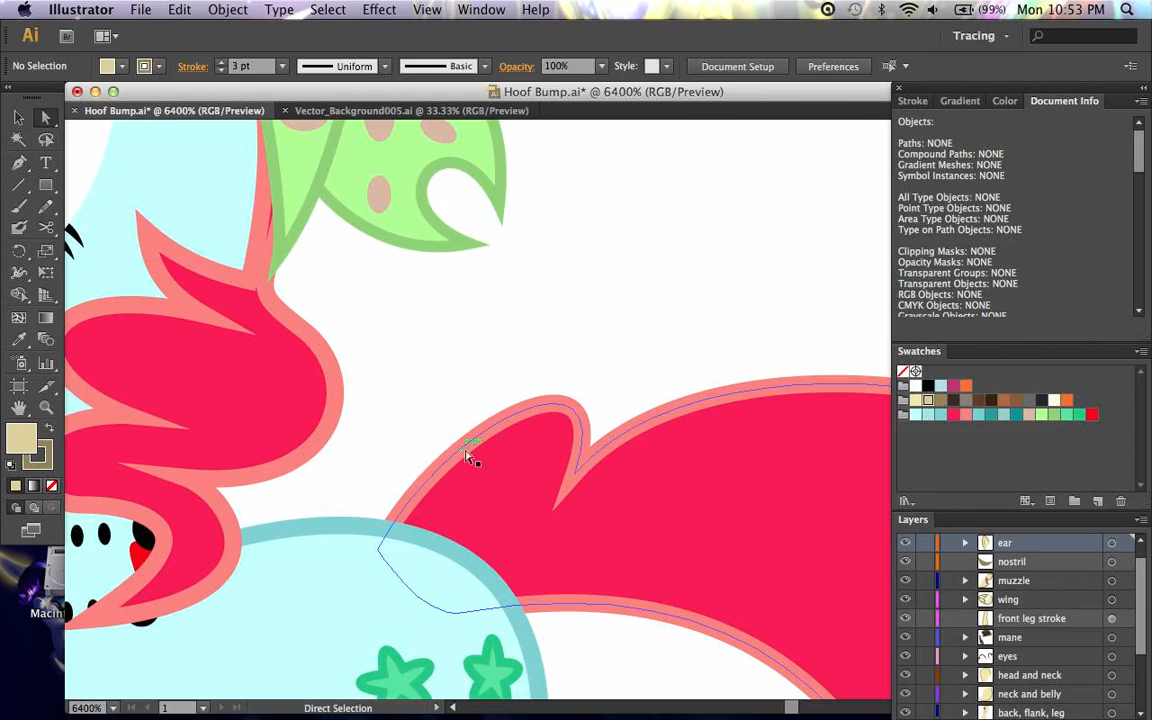 Illustrator File Edit Object Type Select Effect View Window Help (99%) Mon 10:53 PM
Ai Br Tracing
No Selection Stroke: 3 pt Uniform Basic Opacity: 100% Style: Document Setup Preferences
Hoof Bump.ai* @ 6400% (RGB/Preview)
Hoof Bump.ai* @ 6400% (RGB/Preview) Vector_Background005.ai @ 33.33% (RGB/Preview)
Stroke Gradient Color Document Info
Objects:
Paths: NONE
Compound Paths: NONE
Gradient Meshes: NONE
Symbol Instances: NONE
All Type Objects: NONE
Point Type Objects: NONE
Area Type Objects: NONE
Type on Path Objects: NONE
Clipping Masks: NONE
Opacity Masks: NONE
Transparent Groups: NONE
Transparent Objects: NONE
RGB Objects: NONE
CMYK Objects: NONE
Grayscale Objects: NONE
Swatches
path
Layers
ear
nostril
muzzle
wing
front leg stroke
mane
eyes
head and neck
neck and belly
back, flank, leg
Macin
6400% 1 Direct Selection